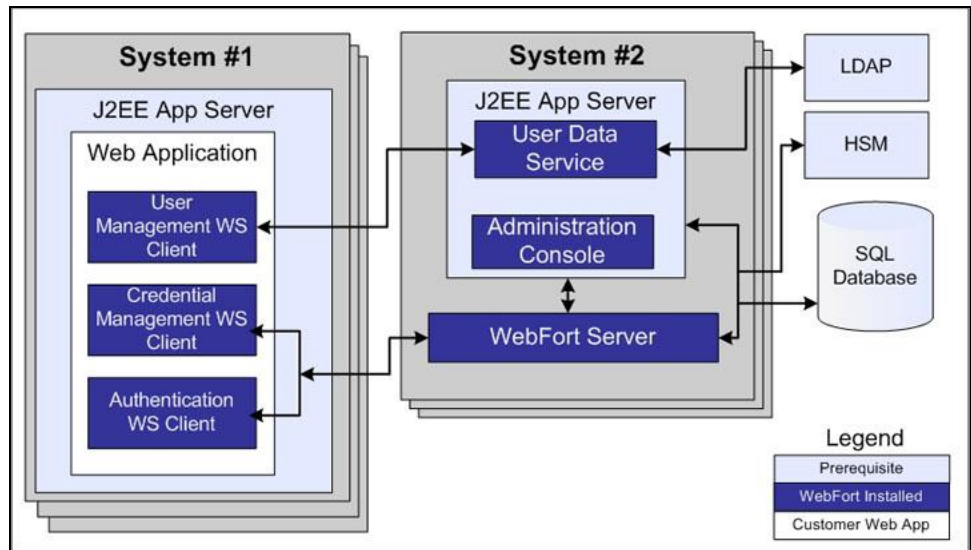 System #1
J2EE App Server
Web Application
User
Management WS
Client
Credential
Management WS
Client
Authentication
WS Client
System #2
J2EE App Server
User Data
Service
Administration
Console
WebFort Server
LDAP
HSM
SQL
Database
Legend
Prerequisite
WebFort Installed
Customer Web App